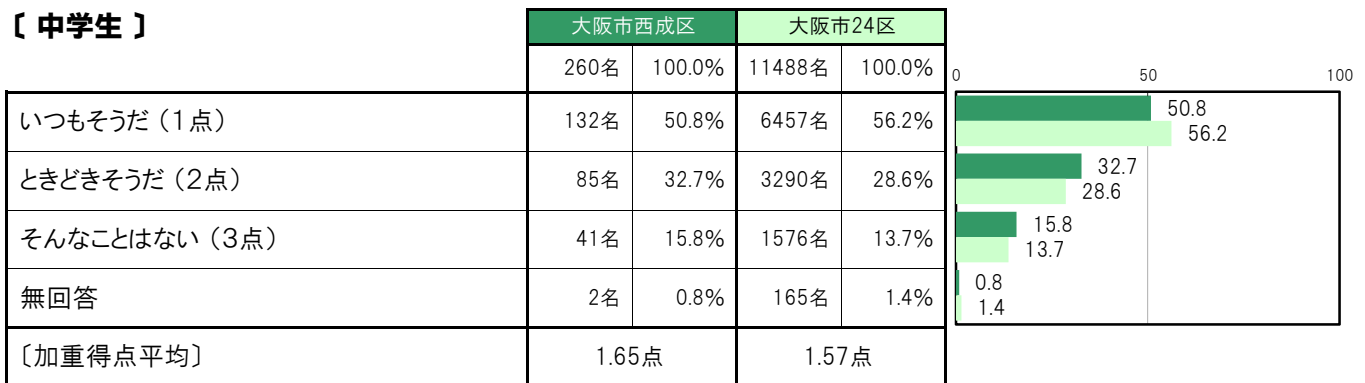 〔 中学生 〕
大阪市西成区 大阪市24区
260名 100.0% 11488名 100.0%
0 50 100
いつもそうだ（1点） 132名 50.8% 6457名 56.2%
50.8
56.2
ときどきそうだ（2点） 85名 32.7% 3290名 28.6%
32.7
28.6
そんなことはない（3点） 41名 15.8% 1576名 13.7%
15.8
13.7
無回答 2名 0.8% 165名 1.4%
0.8
1.4
〔加重得点平均〕 1.65点 1.57点